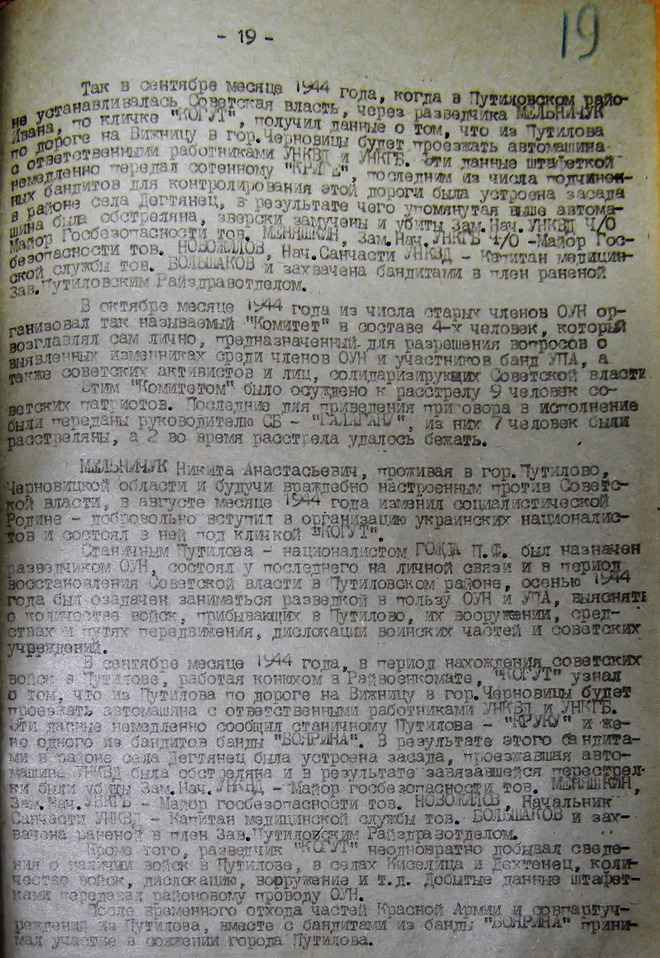 - 19 -
19
Так в сентябре месяце 1944 года, когда в Путиловском райо-
не устанавливалась Советская власть, через разведчика МЕЛЬНИЧУК
Ивана, по кличке "КОГУТ", получил данные о том, что из Путилова
по дороге на Вижницу в гор.Черновицы будет проезжать автомашина
с ответственными работниками УНКВД и УНКГБ. Эти данные штафеткой
немедленно передал сотенному последним из числа подчинен-
ных бандитов для контролирования этой дороги была устроена засада
в районе села Дегтянец, в результате чего упомянутая выше автома-
шина была обстреляна, зверски замучены и убиты Зам.Нач. УНКВД Ч/О
Майор Госбезопасности тов. МЕНЯШКИН, Зам.Нач. УНКГБ Ч/О -Майор Гос-
безопасности тов. НОВОЖИЛОВ, Нач.Санчасти УНКВД - Капитан медицин-
ской службы тов. БОЛЬШАКОВ и захвачена бандитами в плен раненой
Зав.Путиловским Райздравотделом.
В октябре месяце 1944 года из числа старых членов ОУН ор-
ганизовал так называемый "Комитет" в составе 4-х человек, который
возглавлял сам лично, предназначенный для разрешения вопросов о
выявленных изменниках среди членов ОУН и участников банд УПА, а
также советских активистов и лиц, солидаризирующих Советской власти
Этим "Комитетом" было осуждено к расстрелу 9 человек со-
ветских патриотов. Последние для приведения приговора в исполнение
были переданы руководителю СБ - из них 7 человек были
расстреляны, а 2 во время расстрела удалось бежать.
МЕЛЬНИЧУК Никита Анастасьевич, проживая в гор.Путилово,
Черновицкой области и будучи враждебно настроенным против Советс-
кой власти, в августе месяце 1944 года изменил социалистической
Родине - добровольно вступил в организацию украинских националис-
тов и состоял в ней под кличкой "КОГУТ".
Станичным Путилова - националистом ГОЖДА П.Ф. был назначен
разведчиком ОУН, состоял у последнего на личной связи и в период
восстановления Советской власти в Путиловском районе, осенью 1944
года был озадачен заниматься разведкой в пользу ОУН и УПА, выяснять
о количестве войск, прибывающих в Путилово, их вооружении, сред-
ствах и путях передвижения, дислокации воинских частей и советских
учреждений.
В сентябре месяце 1944 года, в период нахождения советских
войск в Путилове, работая конюхом в Райвоенкомате, "КОГУТ" узнал
о том, что из Путилова по дороге на Вижницу в гор.Черновицы будет
проезжать автомашина с ответственными работниками УНКВД и УНКГБ.
Эти данные немедленно сообщил станичному Путилова - "КРУКУ" и же-
не одного из бандитов банды "БОЯРИНА". В результате этого бандита-
ми в районе села Дегтянец была устроена засада, проезжавшая авто-
машина УНКВД была обстреляна и в результате завязавшейся перестрел-
ки были убиты Зам.Нач. УНКВД - Майор госбезопасности тов. МЕНЯШКИН,
Зам.Нач. УНКГБ - Майор госбезопасности тов. НОВОЖИЛОВ, Начальник
Санчасти УНКВД - Капитан медицинской службы тов. БОЛЬШАКОВ и зах-
вачена раненой в плен Зав.Путиловским Райздравотделом.
Кроме того, разведчик "КОГУТ" неоднократно добывал сведе-
ния о наличии войск в Путилове, в селах Киселица и Дехтенец, коли-
чество войск, дислокацию, вооружение и т.д. Добытые данные штафет-
ками передавал районовому проводу ОУН.
После временного отхода частей Красной Армии и совпартуч-
реждений из Путилова, вместе с бандитами из банды "БОЯРИНА" прини-
мал участие в сожжении города Путилова.